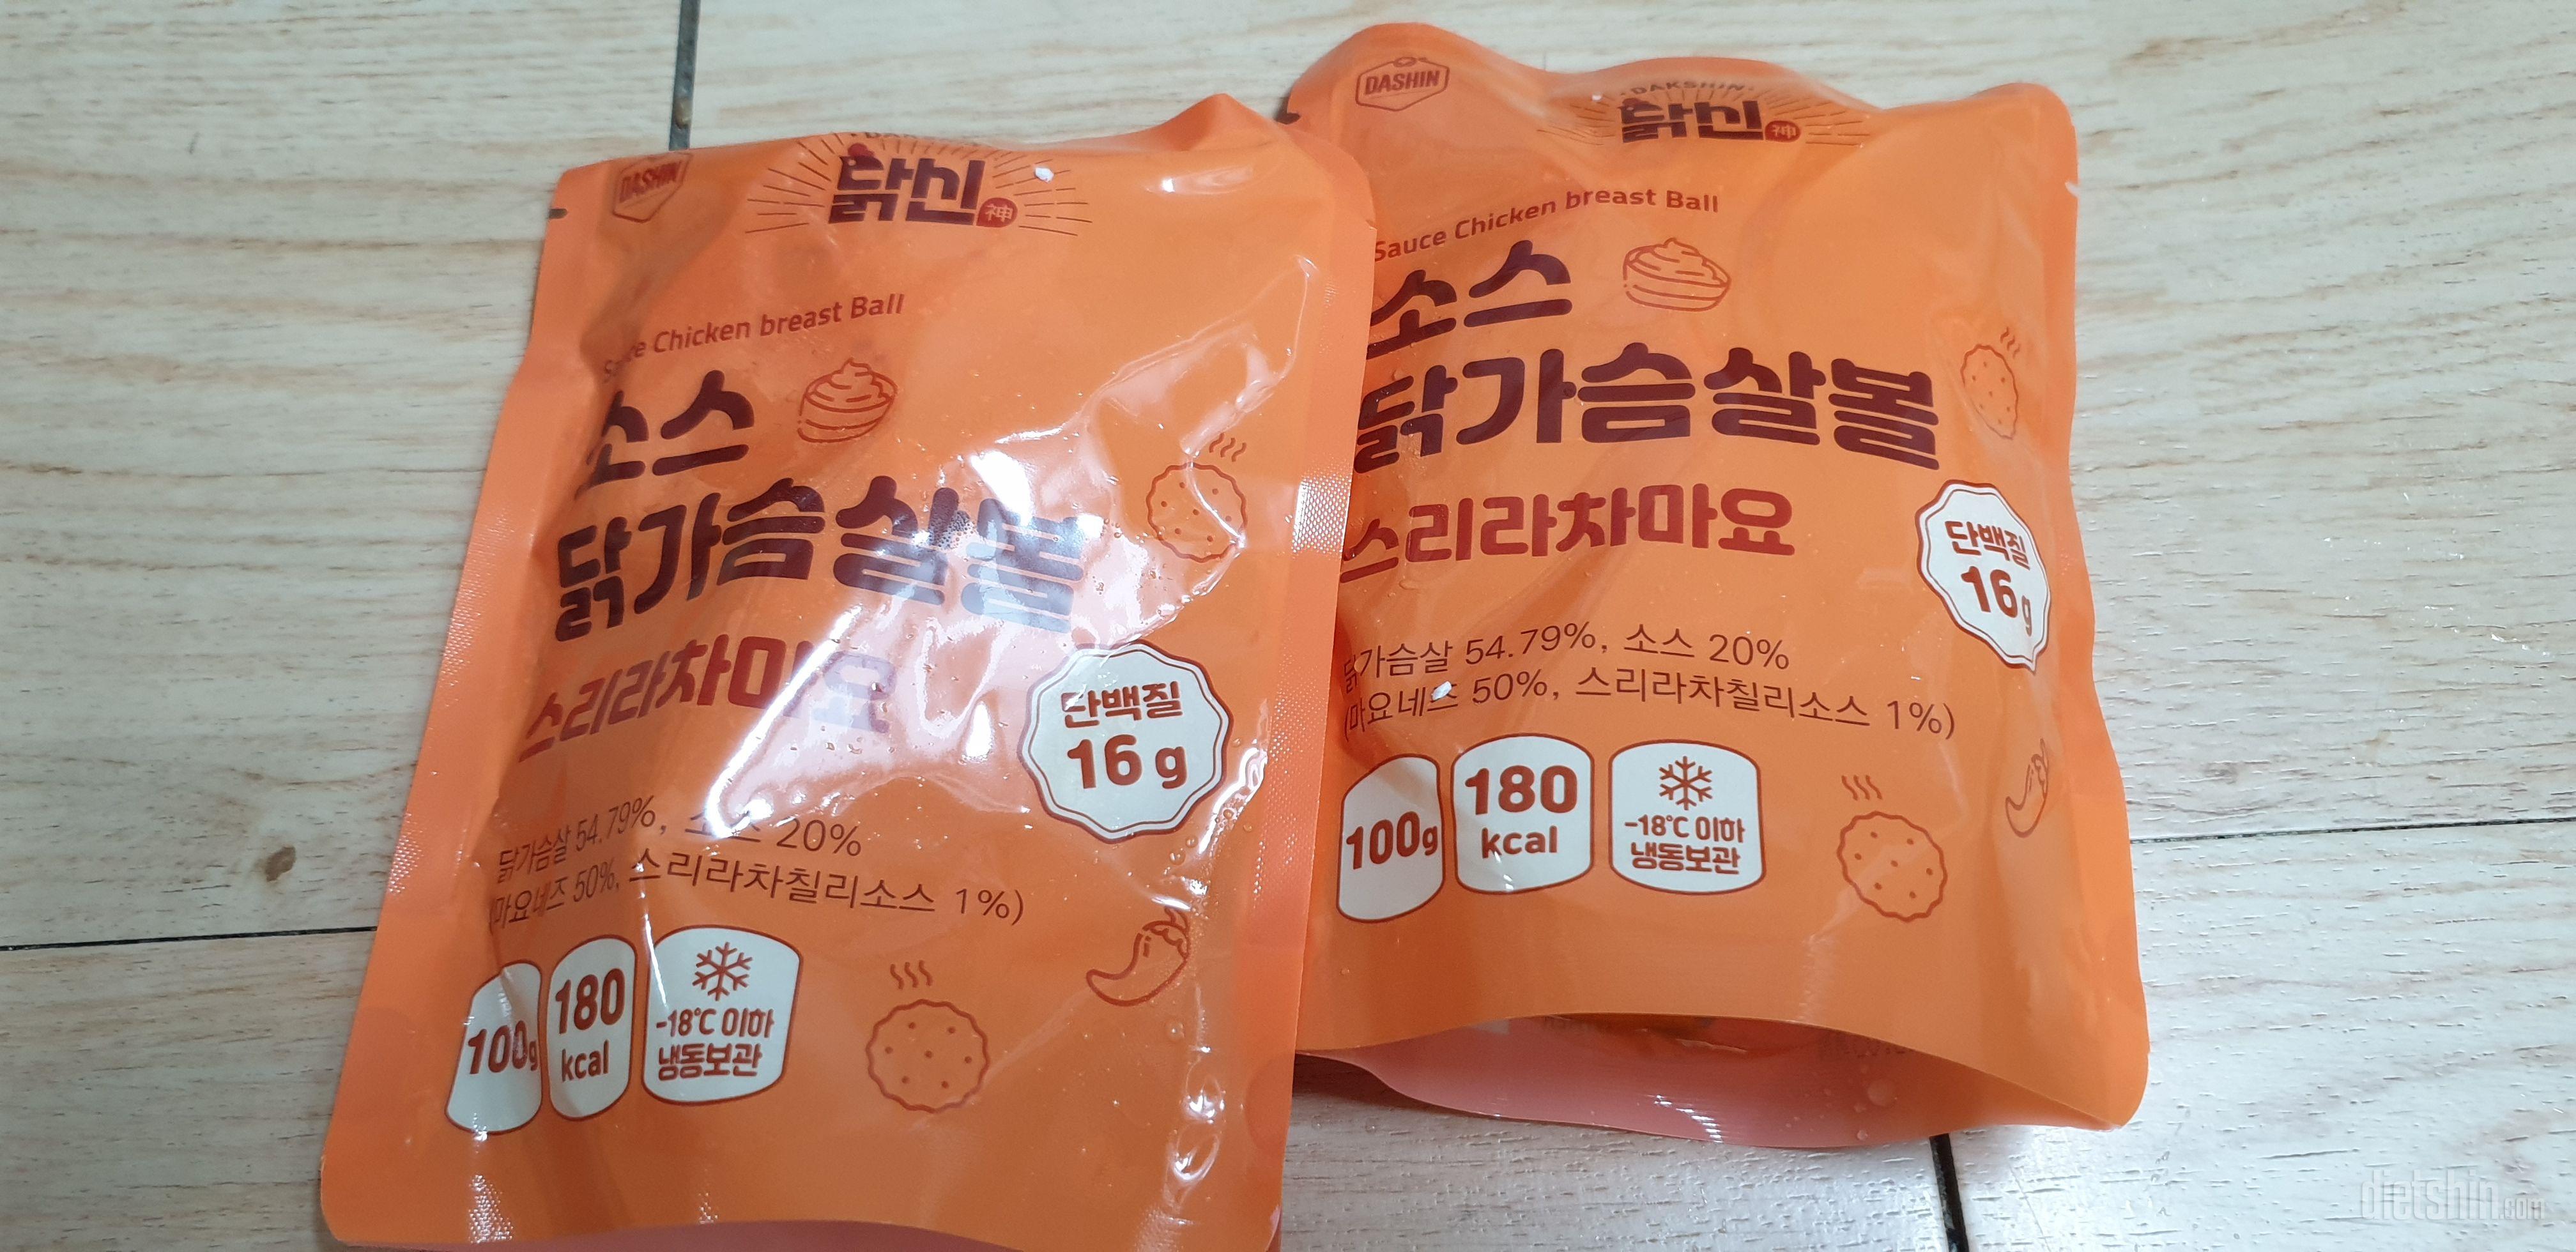 DASHIN
닭신
神
Sauce Chicken breast Ball
소스
닭가슴살볼
스리라차마요
단백질
16 g
닭가슴살 54.79%, 소스 20%
(마요네즈 50%, 스리라차칠리소스 1%)
100g
180
kcal
-18℃ 이하
냉동보관
DASHIN
DAKSHIN
닭신
神
Sauce Chicken breast Ball
소스
닭가슴살볼
스리라차마요
단백질
16g
닭가슴살 54.79%, 소스 20%
(마요네즈 50%, 스리라차칠리소스 1%)
100g
180
kcal
-18℃ 이하
냉동보관
dietshin.com